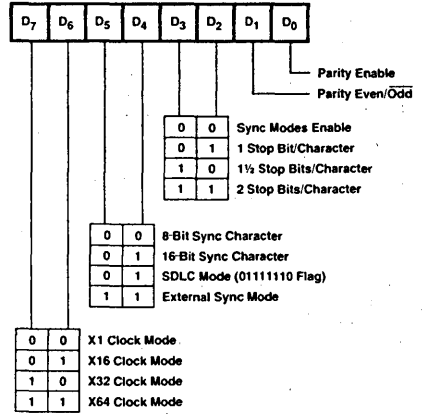 D7 D6 D5 D4 D3 D2 D1 D0
Parity Enable
Parity Even/Odd
0 0 Sync Modes Enable
0 1 1 Stop Bit/Character
1 0 1½ Stop Bits/Character
1 1 2 Stop Bits/Character
0 0 8-Bit Sync Character
0 1 16-Bit Sync Character
0 1 SDLC Mode (01111110 Flag)
1 1 External Sync Mode
0 0 X1 Clock Mode
0 1 X16 Clock Mode
1 0 X32 Clock Mode
1 1 X64 Clock Mode